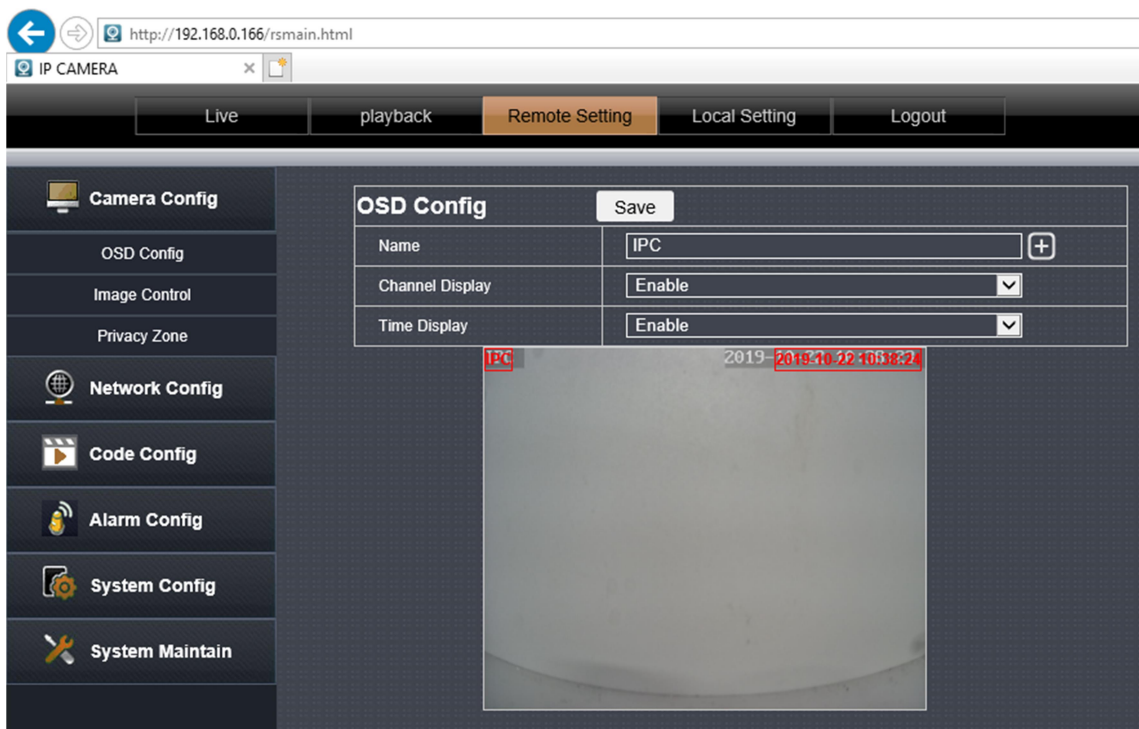 http://192.168.0.166/rsmain.html
IP CAMERA
Live playback Remote Setting Local Setting Logout
Camera Config
OSD Config
Image Control
Privacy Zone
Network Config
Code Config
Alarm Config
System Config
System Maintain
OSD Config Save
Name IPC
Channel Display Enable
Time Display Enable
IPC 2019-10-22 10:38:24